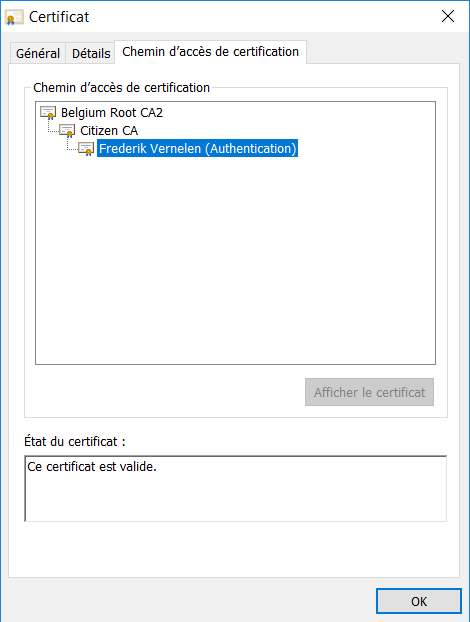 Certificat
Général
Détails
Chemin d’accès de certification
Chemin d’accès de certification
Belgium Root CA2
Citizen CA
Frederik Vernelen (Authentication)
Afficher le certificat
État du certificat :
Ce certificat est valide.
OK